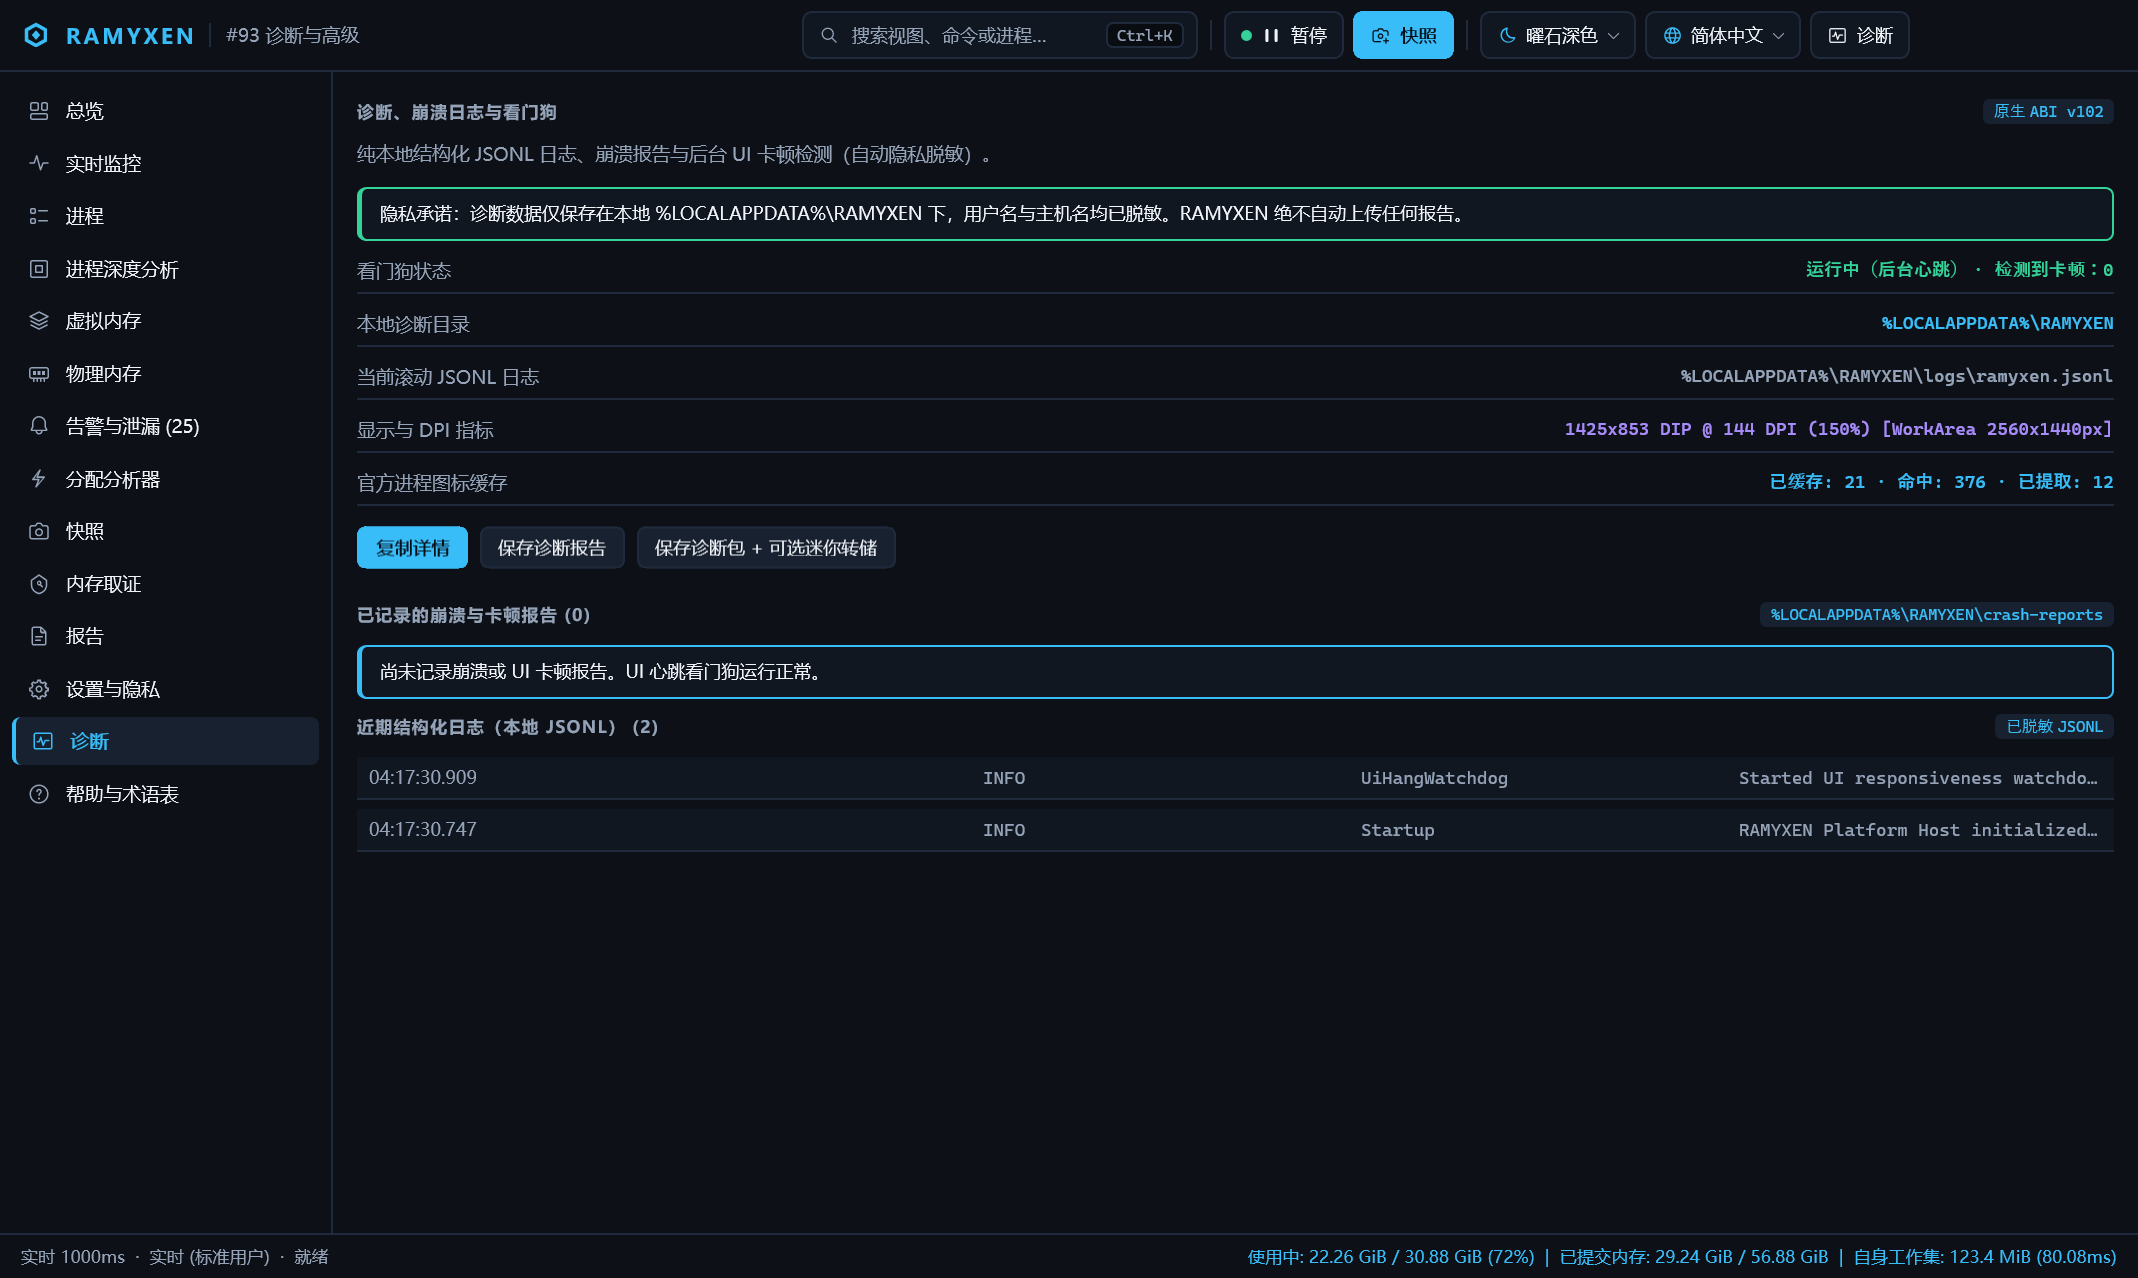 RAMYXEN
#93 诊断与高级
搜索视图、命令或进程...
Ctrl+K
暂停
快照
曜石深色
简体中文
诊断
总览
实时监控
进程
进程深度分析
虚拟内存
物理内存
告警与泄漏 (25)
分配分析器
快照
内存取证
报告
设置与隐私
诊断
帮助与术语表
诊断、崩溃日志与看门狗
原生 ABI v102
纯本地结构化 JSONL 日志、崩溃报告与后台 UI 卡顿检测（自动隐私脱敏）。
隐私承诺：诊断数据仅保存在本地 %LOCALAPPDATA%\RAMYXEN 下，用户名与主机名均已脱敏。RAMYXEN 绝不自动上传任何报告。
看门狗状态
运行中（后台心跳） · 检测到卡顿：0
本地诊断目录
%LOCALAPPDATA%\RAMYXEN
当前滚动 JSONL 日志
%LOCALAPPDATA%\RAMYXEN\logs\ramyxen.jsonl
显示与 DPI 指标
1425x853 DIP @ 144 DPI (150%) [WorkArea 2560x1440px]
官方进程图标缓存
已缓存: 21 · 命中: 376 · 已提取: 12
复制详情
保存诊断报告
保存诊断包 + 可选迷你转储
已记录的崩溃与卡顿报告 (0)
%LOCALAPPDATA%\RAMYXEN\crash-reports
尚未记录崩溃或 UI 卡顿报告。UI 心跳看门狗运行正常。
近期结构化日志（本地 JSONL） (2)
已脱敏 JSONL
04:17:30.909 INFO UiHangWatchdog Started UI responsiveness watchdo…
04:17:30.747 INFO Startup RAMYXEN Platform Host initialized…
实时 1000ms · 实时 (标准用户) · 就绪
使用中: 22.26 GiB / 30.88 GiB (72%) | 已提交内存: 29.24 GiB / 56.88 GiB | 自身工作集: 123.4 MiB (80.08ms)